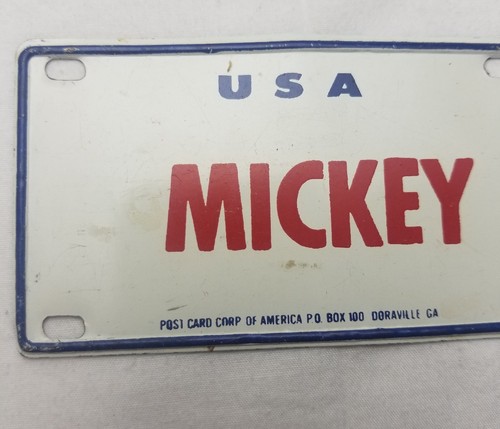 USA
MICKEY
POST CARD CORP OF AMERICA P.O. BOX 100 DORAVILLE GA